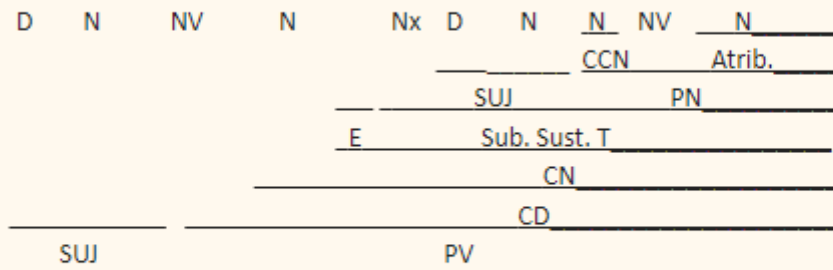 D N NV N Nx D N N NV N
CCN Atrib.
SUJ PN
E Sub. Sust. T
CN
CD
SUJ PV